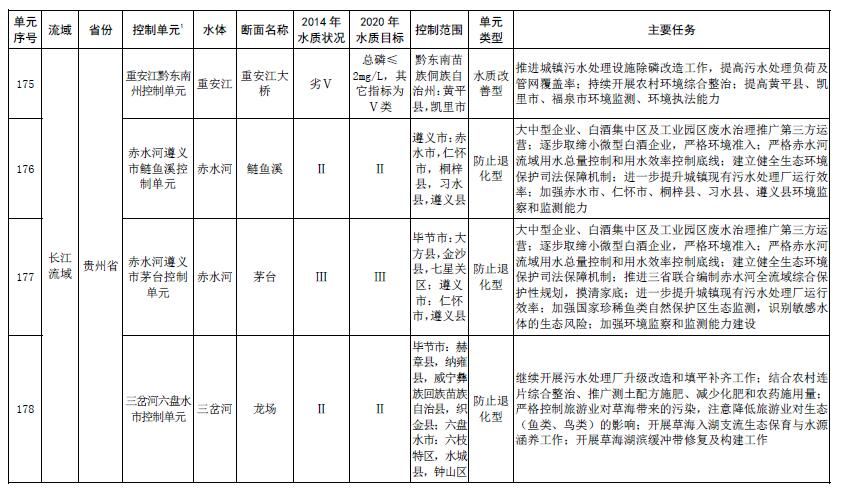 单元 流域 省份 控制单元¹ 水体 断面名称 2014年 2020年 控制范围 单元 主要任务
序号 水质状况 水质目标 类型
175
重安江黔东南
州控制单元
重安江
重安江大
桥
劣Ⅴ
总磷≤
2mg/L，其
它指标为
Ⅴ类
黔东南苗
族侗族自
治州：黄平
县，凯里市
水质改
善型
推进城镇污水处理设施除磷改造工作，提高污水处理负荷及
管网覆盖率；持续开展农村环境综合整治；提高黄平县、凯
里市、福泉市环境监测、环境执法能力
长江
流域
贵州省
176
赤水河遵义
市鲢鱼溪控
制单元
赤水河
鲢鱼溪
Ⅱ
Ⅱ
遵义市：赤
水市，仁怀
市，桐梓
县，习水
县，遵义县
防止退
化型
大中型企业、白酒集中区及工业园区废水治理推广第三方运
营；逐步取缔小微型白酒企业，严格环境准入；严格赤水河
流域用水总量控制和用水效率控制底线；建立健全生态环境
保护司法保障机制；进一步提升城镇现有污水处理厂运行效
率；加强赤水市、仁怀市、桐梓县、习水县、遵义县环境监
察和监测能力
177
赤水河遵义
市茅台控制
单元
赤水河
茅台
Ⅲ
Ⅲ
毕节市：大
方县，金沙
县，七星关
区；遵义
市：仁怀
市，遵义县
防止退
化型
大中型企业、白酒集中区及工业园区废水治理推广第三方运
营；逐步取缔小微型白酒企业，严格环境准入；严格赤水河
流域用水总量控制和用水效率控制底线；建立健全生态环境
保护司法保障机制；推进三省联合编制赤水河全流域综合保
护性规划，摸清家底；进一步提升城镇现有污水处理厂运行
效率；加强国家珍稀鱼类自然保护区生态监测，识别敏感水
体的生态风险；加强环境监察和监测能力建设
178
三岔河六盘水
市控制单元
三岔河
龙场
Ⅱ
Ⅱ
毕节市：赫
章县，纳雍
县，威宁彝
族回族苗族
自治县，织
金县；六盘
水市：六枝
特区，水城
县，钟山区
防止退
化型
继续开展污水处理厂升级改造和填平补齐工作；结合农村连
片综合整治、推广测土配方施肥、减少化肥和农药施用量；
严格控制旅游业对草海带来的污染，注意降低旅游业对生态
（鱼类、鸟类）的影响；开展草海入湖支流生态保育与水源
涵养工作；开展草海湖滨缓冲带修复及构建工作